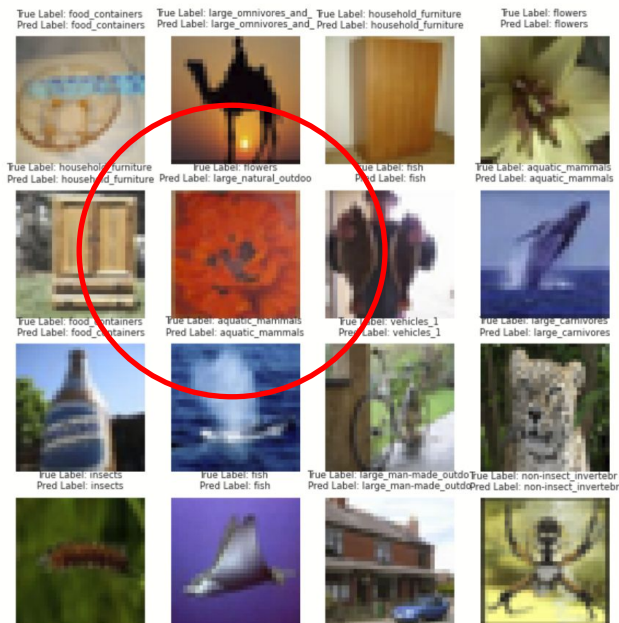 True Label: food_containers
Pred Label: food_containers
True Label: large_omnivores_and_
Pred Label: large_omnivores_and_
True Label: household_furniture
Pred Label: household_furniture
True Label: flowers
Pred Label: flowers
True Label: household_furniture
Pred Label: household_furniture
True Label: flowers
Pred Label: large_natural_outdoo
True Label: fish
Pred Label: fish
True Label: aquatic_mammals
Pred Label: aquatic_mammals
True Label: food_containers
Pred Label: food_containers
True Label: aquatic_mammals
Pred Label: aquatic_mammals
True Label: vehicles_1
Pred Label: vehicles_1
True Label: large_carnivores
Pred Label: large_carnivores
True Label: insects
Pred Label: insects
True Label: fish
Pred Label: fish
True Label: large_man-made_outdo
Pred Label: large_man-made_outdo
True Label: non-insect_invertebr
Pred Label: non-insect_invertebr